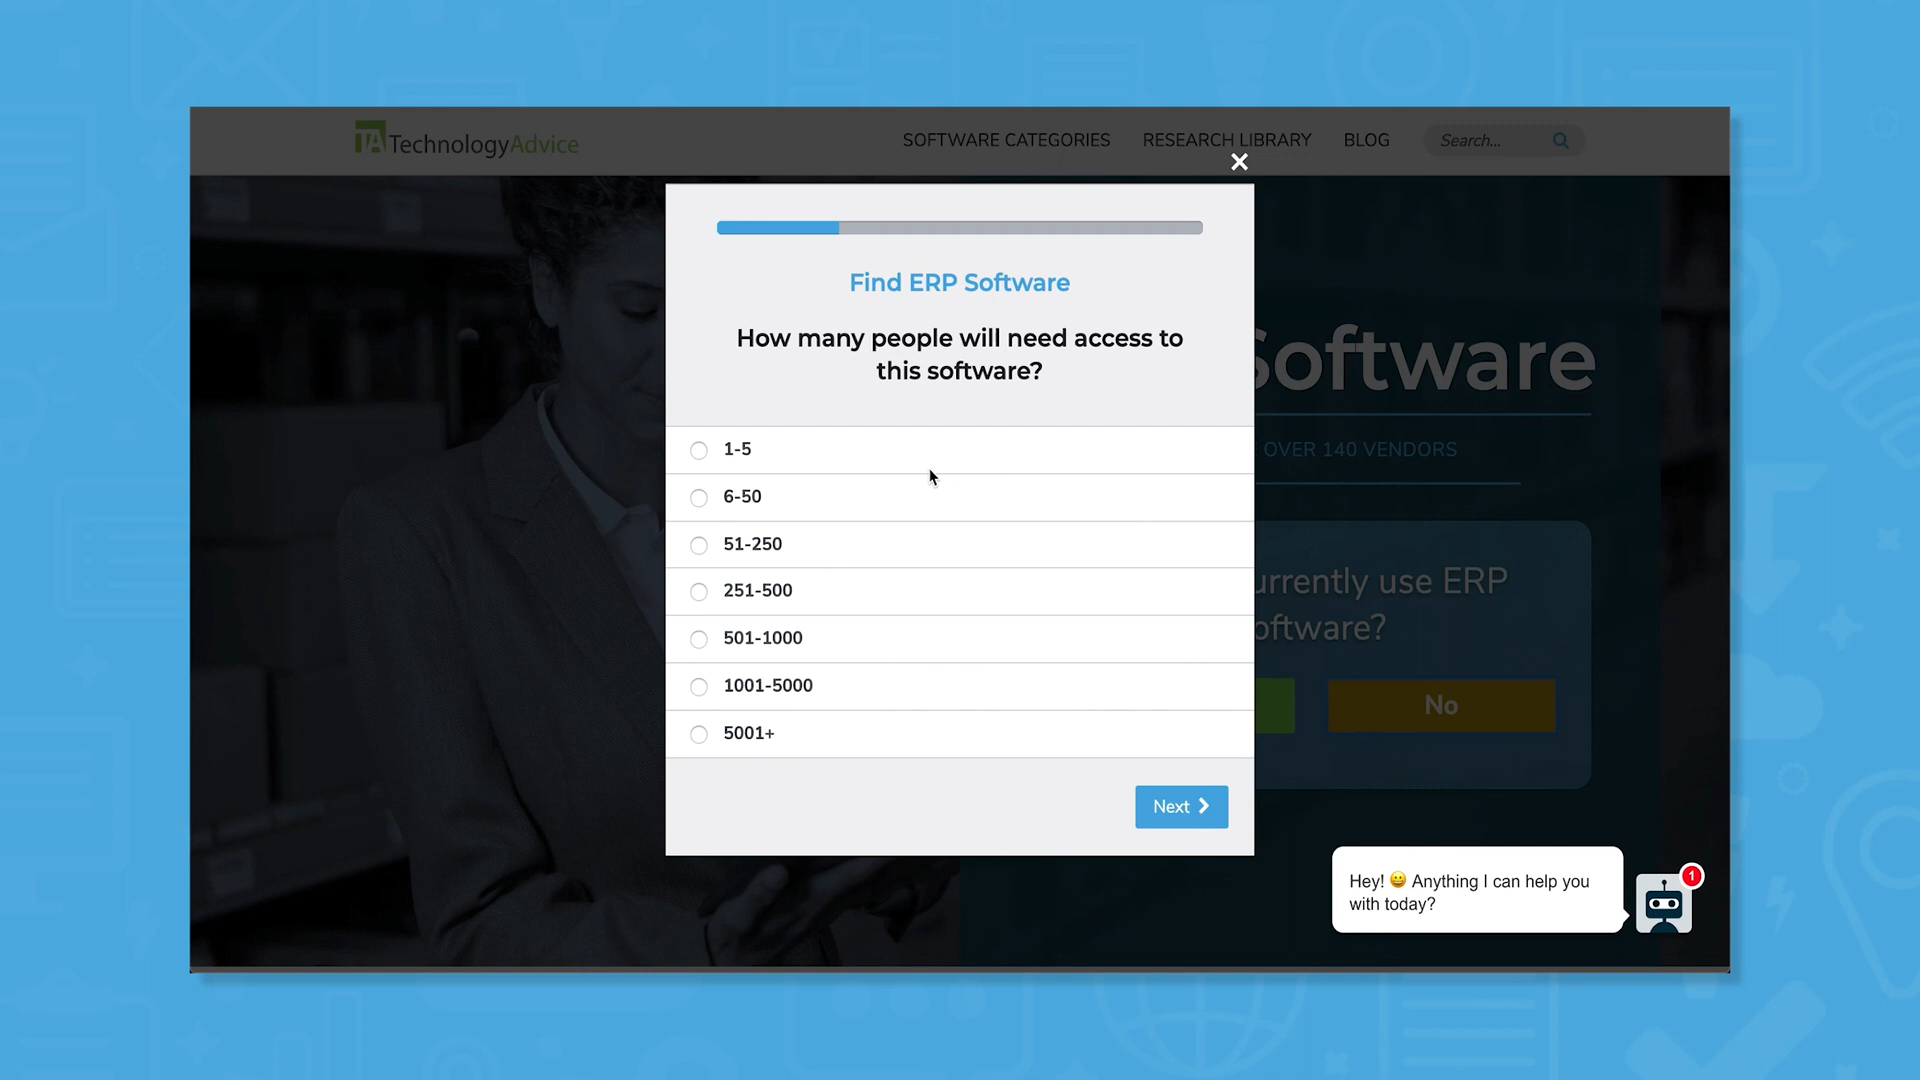 TA TechnologyAdvice
SOFTWARE CATEGORIES RESEARCH LIBRARY BLOG Search...
Find ERP Software
How many people will need access to
this software?
1-5
6-50
51-250
251-500
501-1000
1001-5000
5001+
Next
Software
OVER 140 VENDORS
urrently use ERP
oftware?
No
Hey! 😀 Anything I can help you
with today?
1